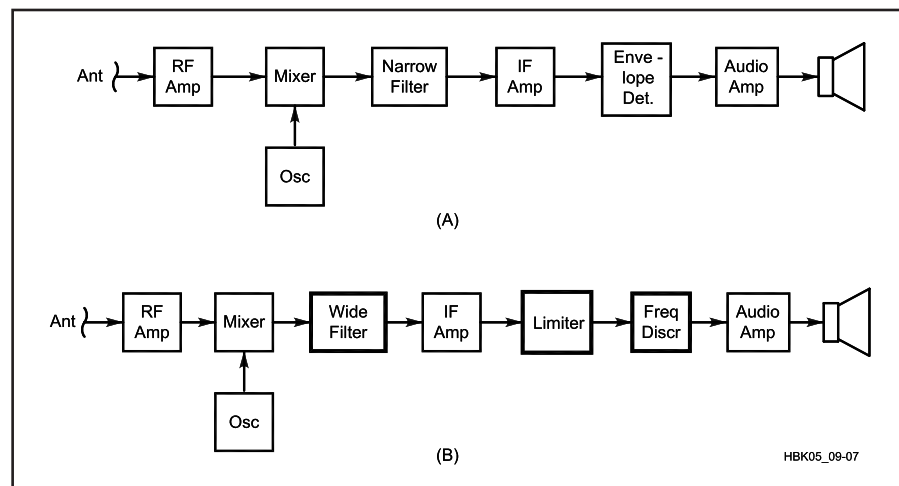 Ant
RF
Amp
Mixer
Narrow
Filter
IF
Amp
Enve -
lope
Det.
Audio
Amp
Osc
(A)
Ant
RF
Amp
Mixer
Wide
Filter
IF
Amp
Limiter
Freq
Discr
Audio
Amp
Osc
(B)
HBK05_09-07